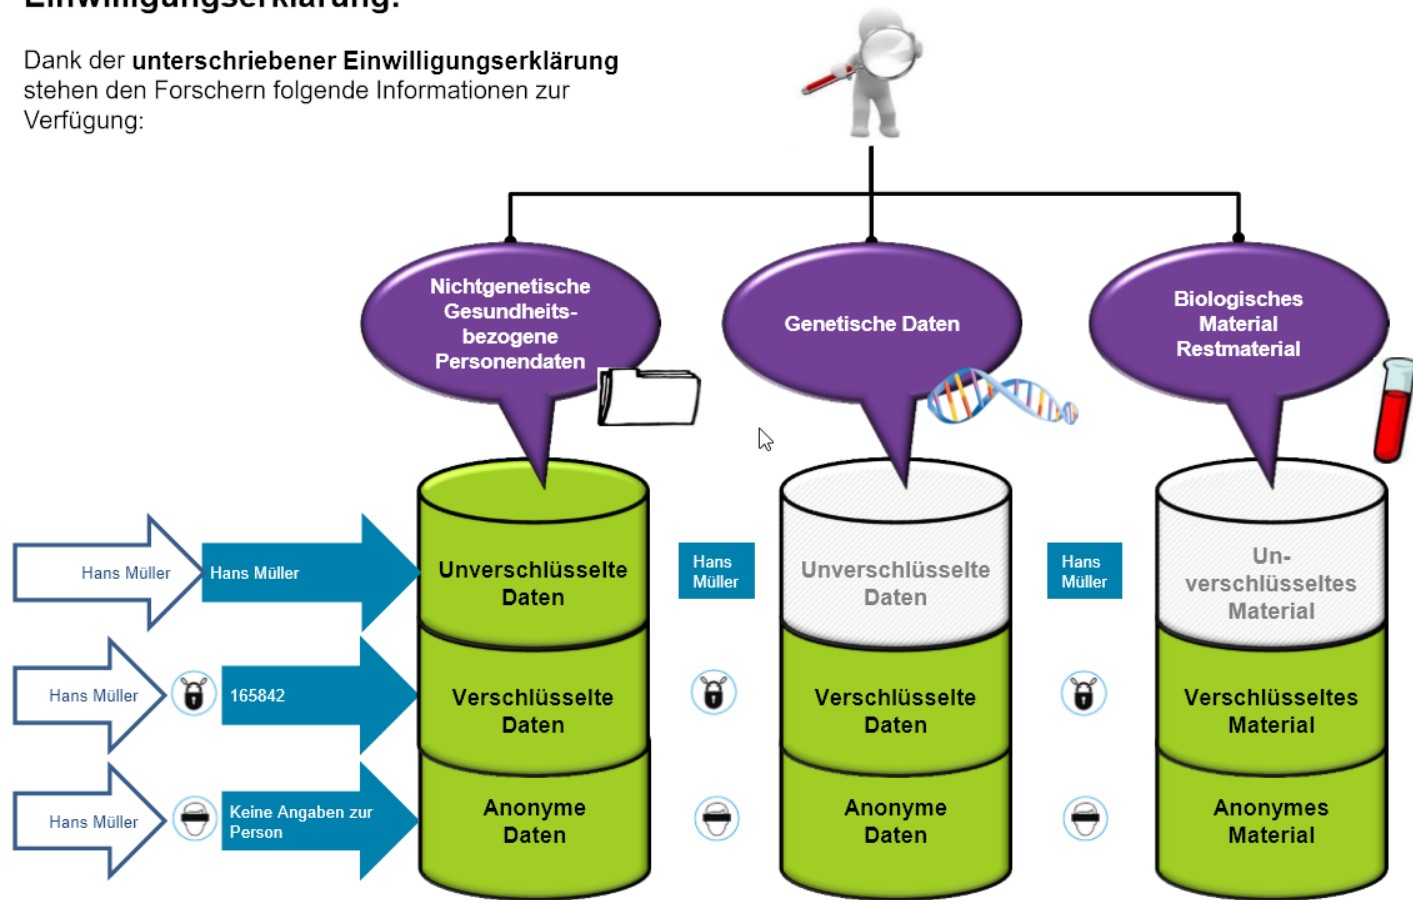 Einwilligungserklärung:
Dank der unterschriebener Einwilligungserklärung
stehen den Forschern folgende Informationen zur
Verfügung:
Nichtgenetische
Gesundheits-
bezogene
Personendaten
Genetische Daten
Biologisches
Material
Restmaterial
Hans Müller
Hans Müller
Unverschlüsselte
Daten
Hans
Müller
Unverschlüsselte
Daten
Hans
Müller
Un-
verschlüsseltes
Material
Hans Müller
165842
Verschlüsselte
Daten
Verschlüsselte
Daten
Verschlüsseltes
Material
Hans Müller
Keine Angaben zur
Person
Anonyme
Daten
Anonyme
Daten
Anonymes
Material